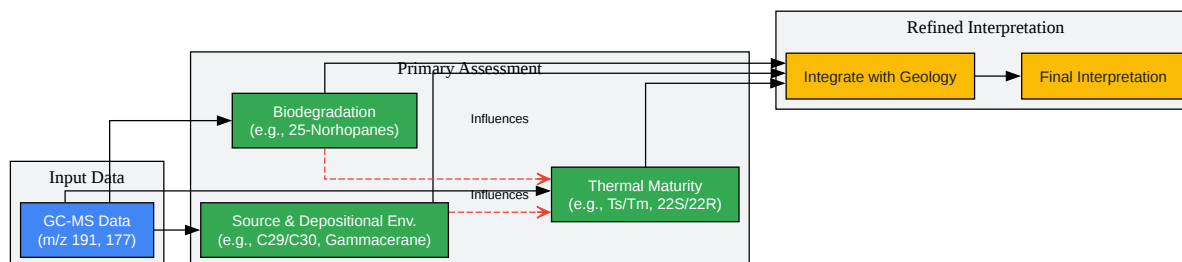 Refined Interpretation
Integrate with Geology
Final Interpretation
Primary Assessment
Biodegradation
(e.g., 25-Norhopanes)
Influences
Thermal Maturity
(e.g., Ts/Tm, 22S/22R)
Influences
Input Data
GC-MS Data
(m/z 191, 177)
Source & Depositional Env.
(e.g., C29/C30, Gammacerane)